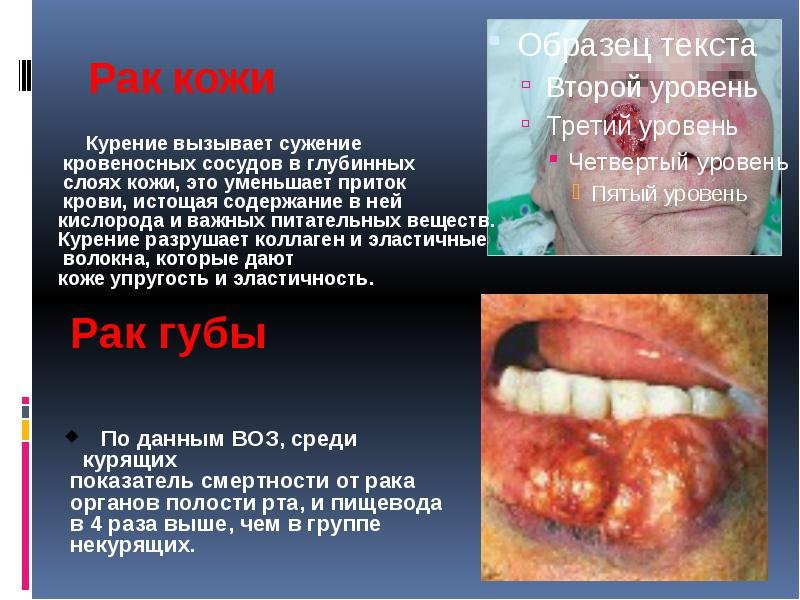 Рак кожи
Курение вызывает сужение
кровеносных сосудов в глубинных
слоях кожи, это уменьшает приток
крови, истощая содержание в ней
кислорода и важных питательных веществ.
Курение разрушает коллаген и эластичные
волокна, которые дают
коже упругость и эластичность.
Образец текста
Второй уровень
Третий уровень
Четвертый уровень
Пятый уровень
Рак губы
По данным ВОЗ, среди
курящих
показатель смертности от рака
органов полости рта, и пищевода
в 4 раза выше, чем в группе
некурящих.